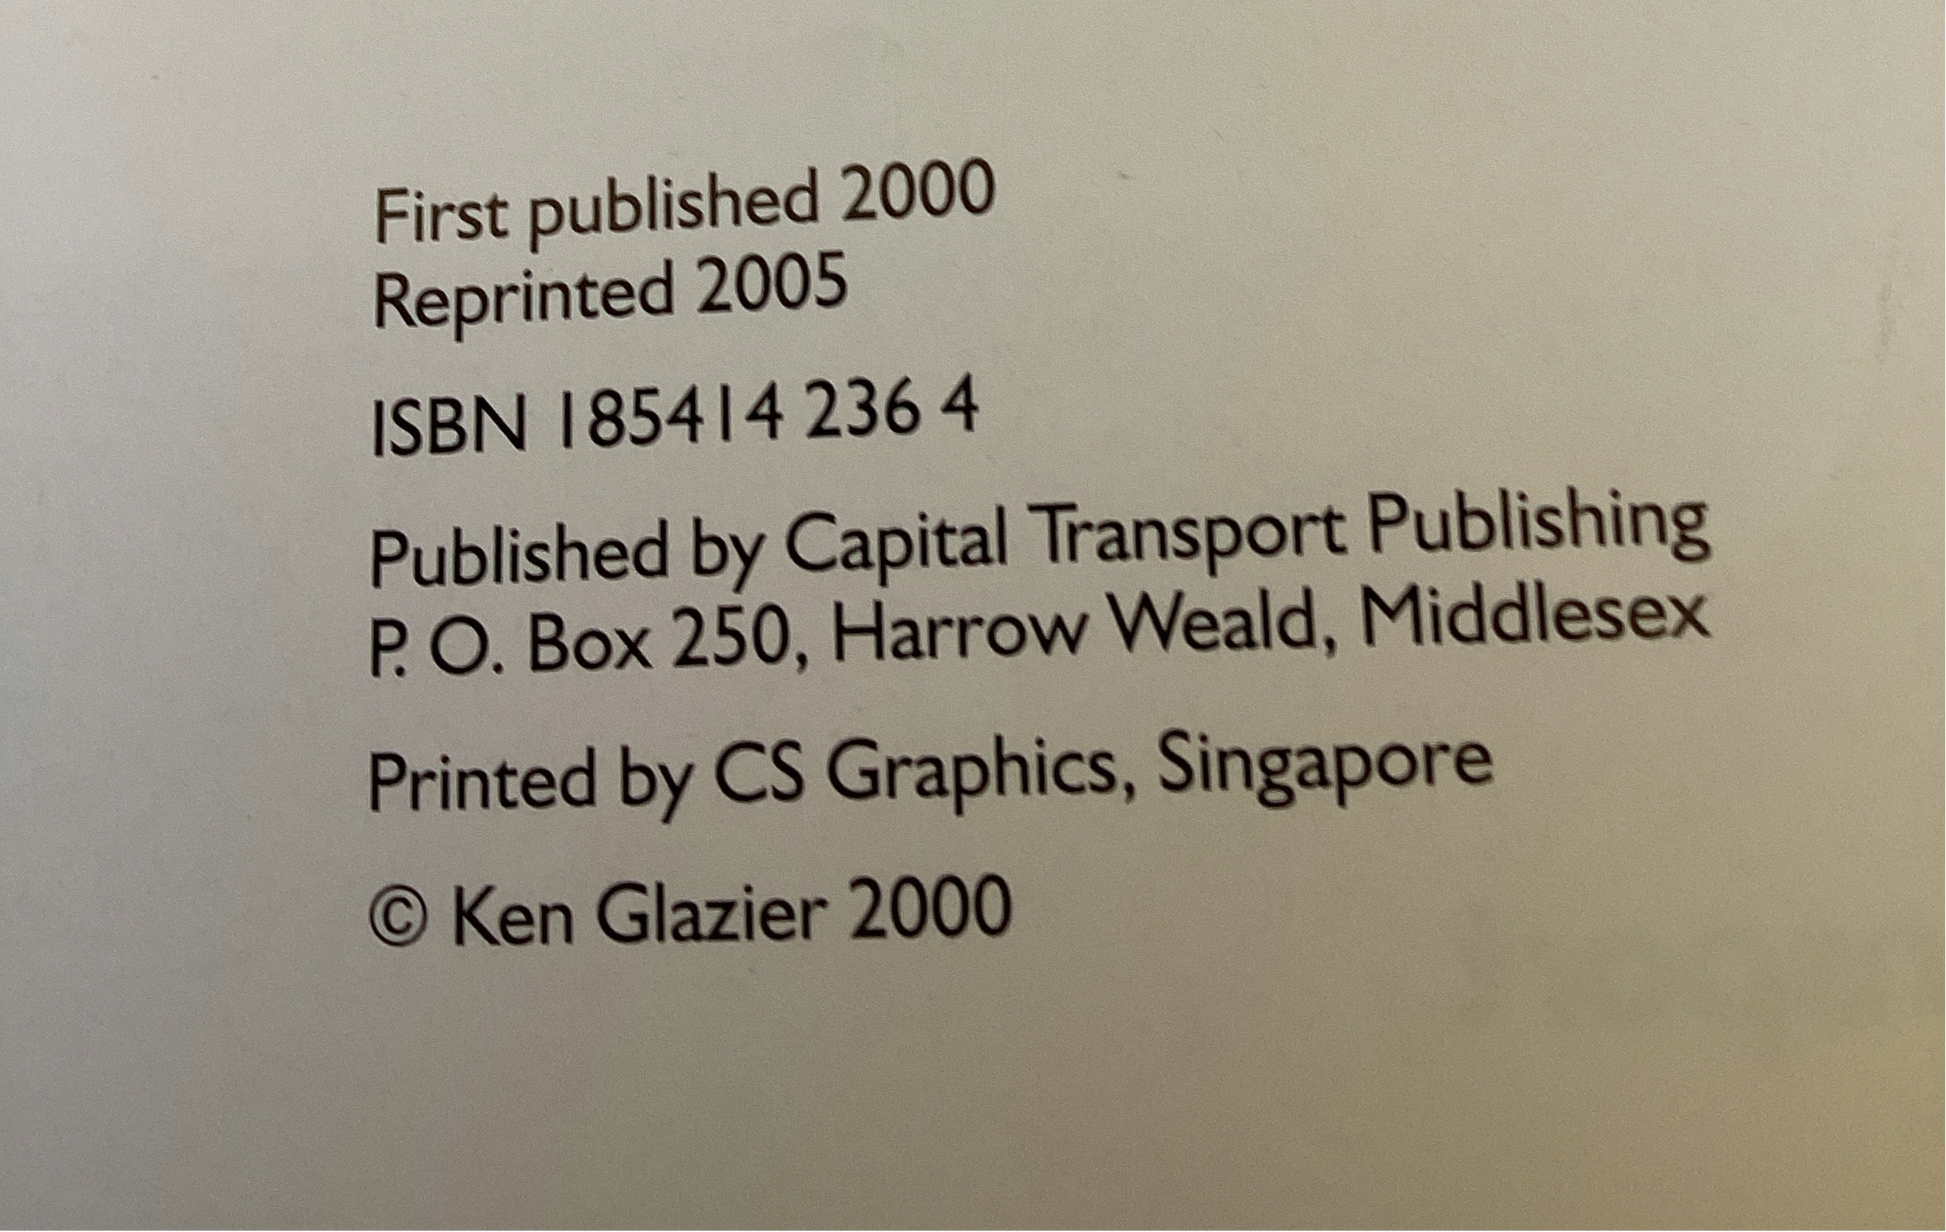 First published 2000
Reprinted 2005
ISBN 185414 236 4
Published by Capital Transport Publishing
P. O. Box 250, Harrow Weald, Middlesex
Printed by CS Graphics, Singapore
© Ken Glazier 2000